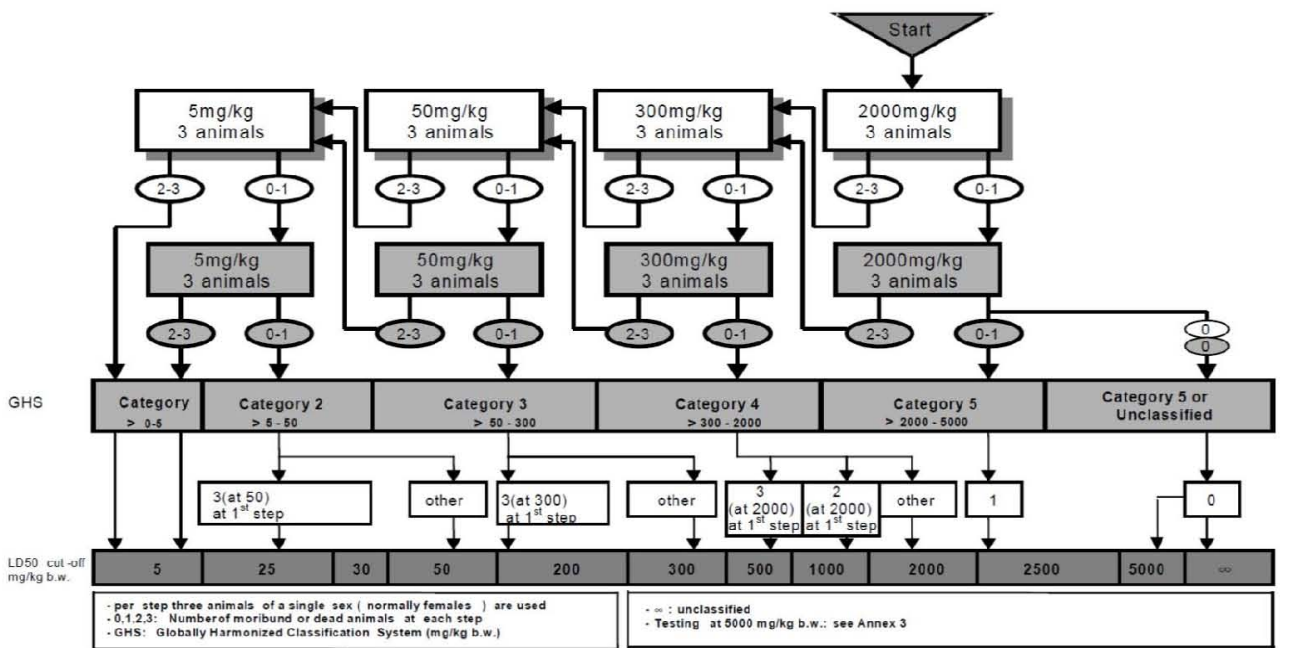 Start
5mg/kg
3 animals
50mg/kg
3 animals
300mg/kg
3 animals
2000mg/kg
3 animals
2-3
0-1
2-3
0-1
2-3
0-1
2-3
0-1
5mg/kg
3 animals
50mg/kg
3 animals
300mg/kg
3 animals
2000mg/kg
3 animals
2-3
0-1
2-3
0-1
2-3
0-1
2-3
0-1
0
0
GHS
Category
> 0-5
Category 2
> 5 - 50
Category 3
> 50 - 300
Category 4
> 300 - 2000
Category 5
> 2000 - 5000
Category 5 or
Unclassified
3(at 50)
at 1st step
other
3(at 300)
at 1st step
other
3
(at 2000)
at 1st step
2
(at 2000)
at 1st step
other
1
0
LD50 cut-off
mg/kg b.w.
5
25
30
50
200
300
500
1000
2000
2500
5000
∞
- per step three animals of a single sex ( normally females ) are used
- 0,1,2,3: Numberof moribund or dead animals at each step
- GHS: Globally Harmonized Classification System (mg/kg b.w.)
- ∞ : unclassified
- Testing at 5000 mg/kg b.w.: see Annex 3